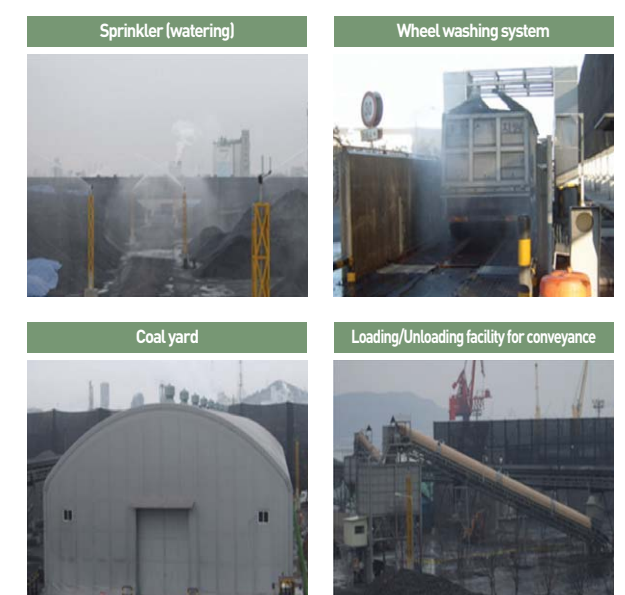 Sprinkler (watering)
Wheel washing system
Coal yard
Loading/Unloading facility for conveyance